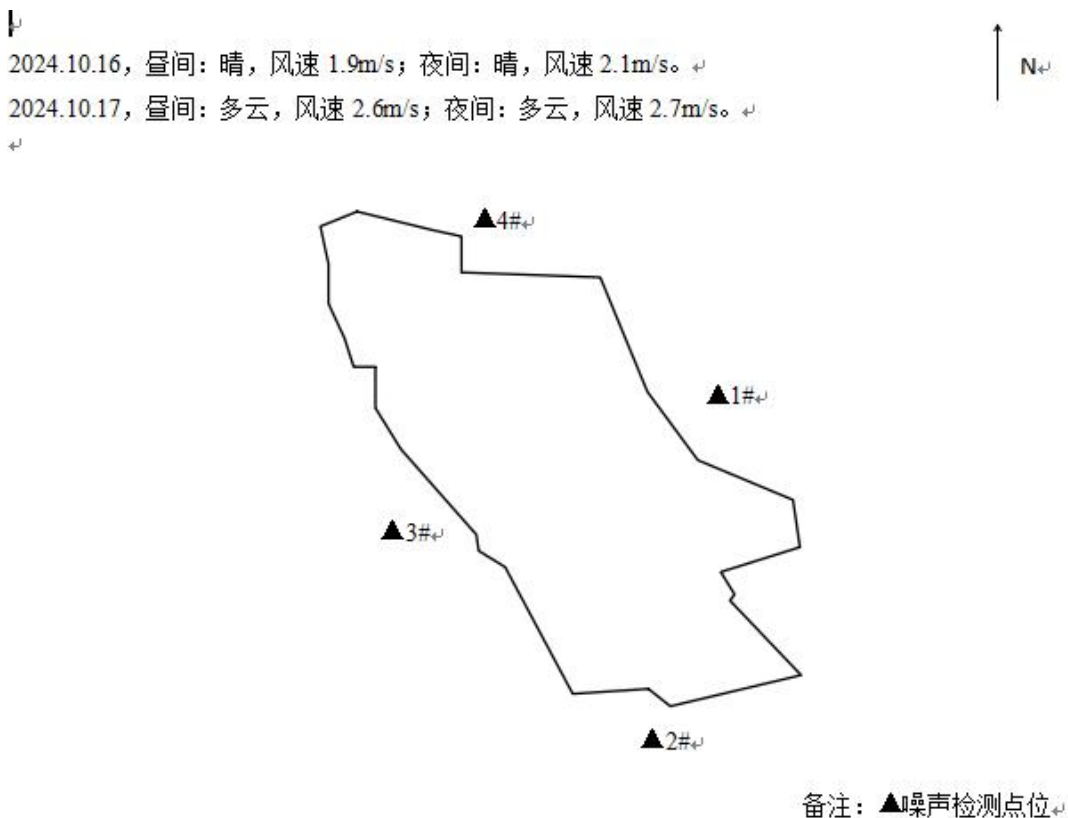 2024.10.16，昼间：晴，风速 1.9m/s；夜间：晴，风速 2.1m/s。
N
2024.10.17，昼间：多云，风速 2.6m/s；夜间：多云，风速 2.7m/s。
▲4#
▲1#
▲3#
▲2#
备注：▲噪声检测点位